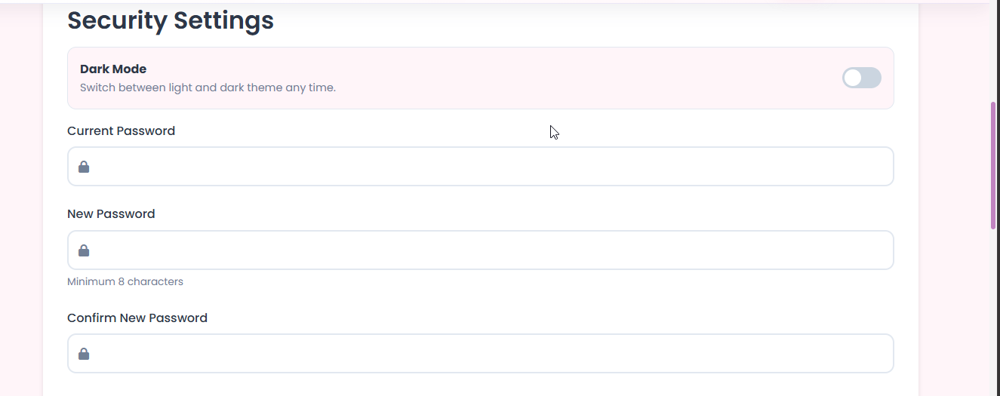 Security Settings
Dark Mode
Switch between light and dark theme any time.
Current Password
New Password
Minimum 8 characters
Confirm New Password